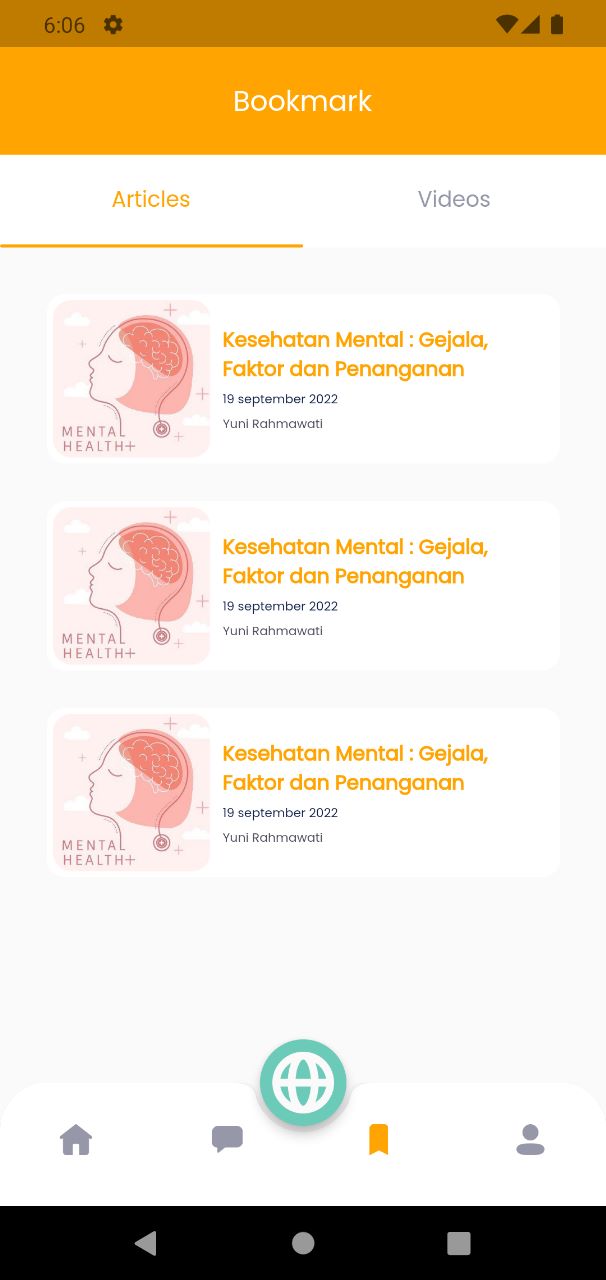 6:06
Bookmark
Articles
Videos
Kesehatan Mental : Gejala,
Faktor dan Penanganan
19 september 2022
Yuni Rahmawati
MENTAL
HEALTH+
Kesehatan Mental : Gejala,
Faktor dan Penanganan
19 september 2022
Yuni Rahmawati
MENTAL
HEALTH+
Kesehatan Mental : Gejala,
Faktor dan Penanganan
19 september 2022
Yuni Rahmawati
MENTAL
HEALTH+